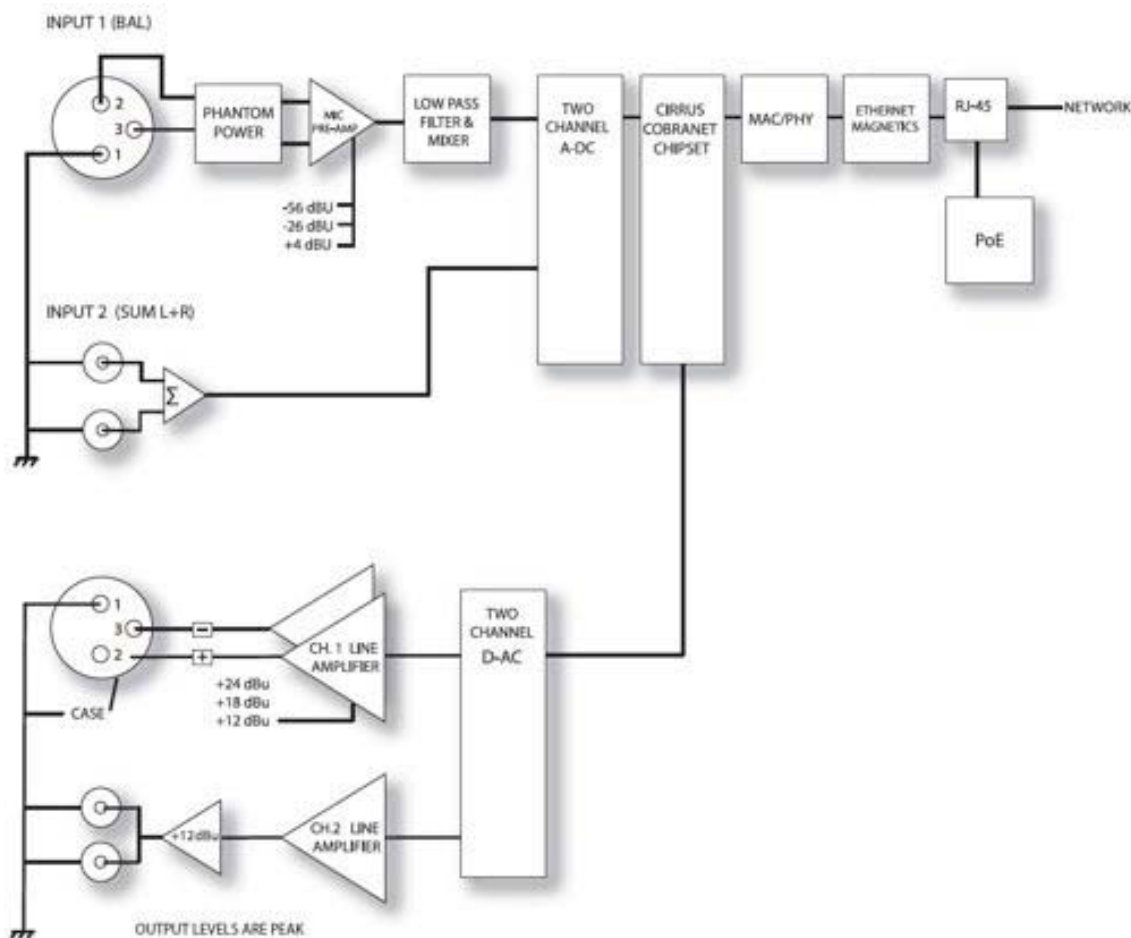 INPUT 1 (BAL)
2
3
1
PHANTOM
POWER
MIC
PRE-AMP
-56 dBU
-26 dBU
+4 dBU
LOW PASS
FILTER &
MIXER
TWO
CHANNEL
A-DC
CIRRUS
COBRANET
CHIPSET
MAC/PHY
ETHERNET
MAGNETICS
RJ-45
NETWORK
PoE
INPUT 2 (SUM L+R)
Σ
1
3
2
CASE
−
+
CH. 1 LINE
AMPLIFIER
+24 dBu
+18 dBu
+12 dBu
TWO
CHANNEL
D-AC
+12dBu
CH.2 LINE
AMPLIFIER
OUTPUT LEVELS ARE PEAK